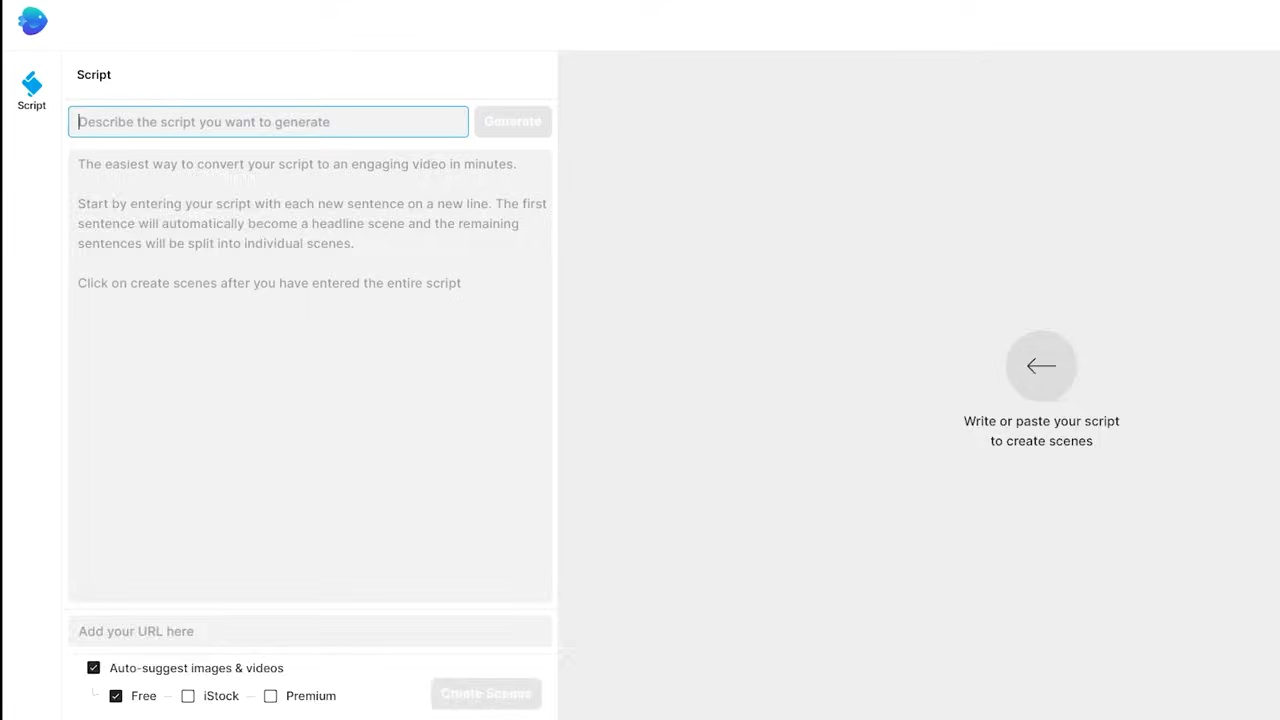 Script
Script
Describe the script you want to generate
Generate
The easiest way to convert your script to an engaging video in minutes.
Start by entering your script with each new sentence on a new line. The first
sentence will automatically become a headline scene and the remaining
sentences will be split into individual scenes.
Click on create scenes after you have entered the entire script
Write or paste your script
to create scenes
Add your URL here
Auto-suggest images & videos
Free
iStock
Premium
Create Scenes